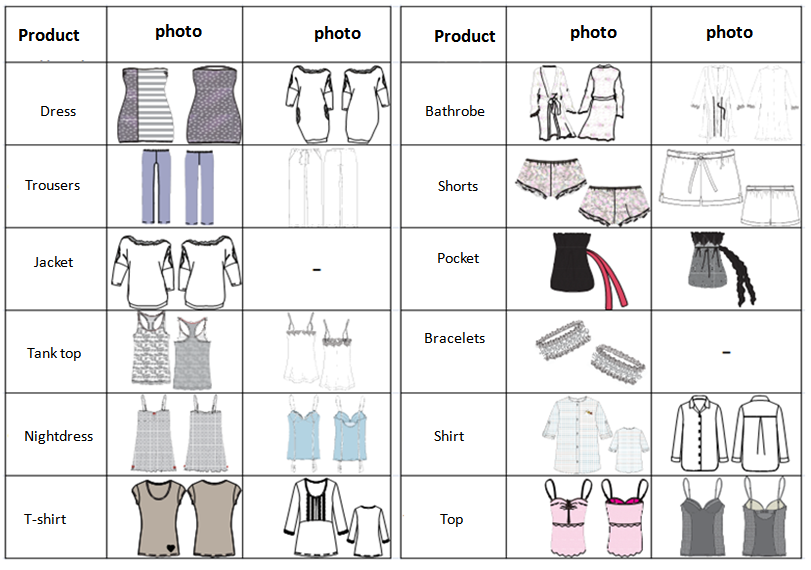 Product photo photo
Dress
Trousers
Jacket –
Tank top
Nightdress
T-shirt
Product photo photo
Bathrobe
Shorts
Pocket
Bracelets –
Shirt
Top